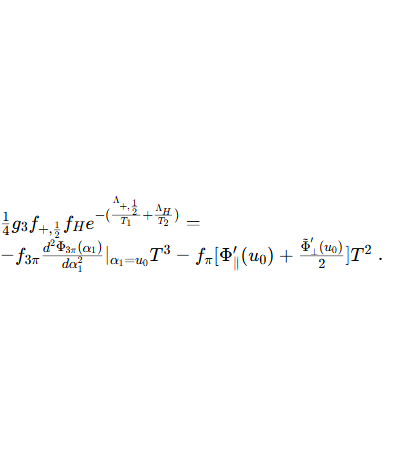 \frac{1}{4} g_3 f_{+,\frac{1}{2}} f_H e^{-(\frac{\Lambda_{+,\frac{1}{2}}}{T_1}+\frac{\Lambda_H}{T_2})} =
-f_{3\pi} \frac{d^2\Phi_{3\pi}(\alpha_1)}{d\alpha_1^2}|_{\alpha_1=u_0} T^3 - f_\pi [\Phi'_{\parallel}(u_0) + \frac{\tilde{\Phi}'_{\perp}(u_0)}{2}] T^2 .